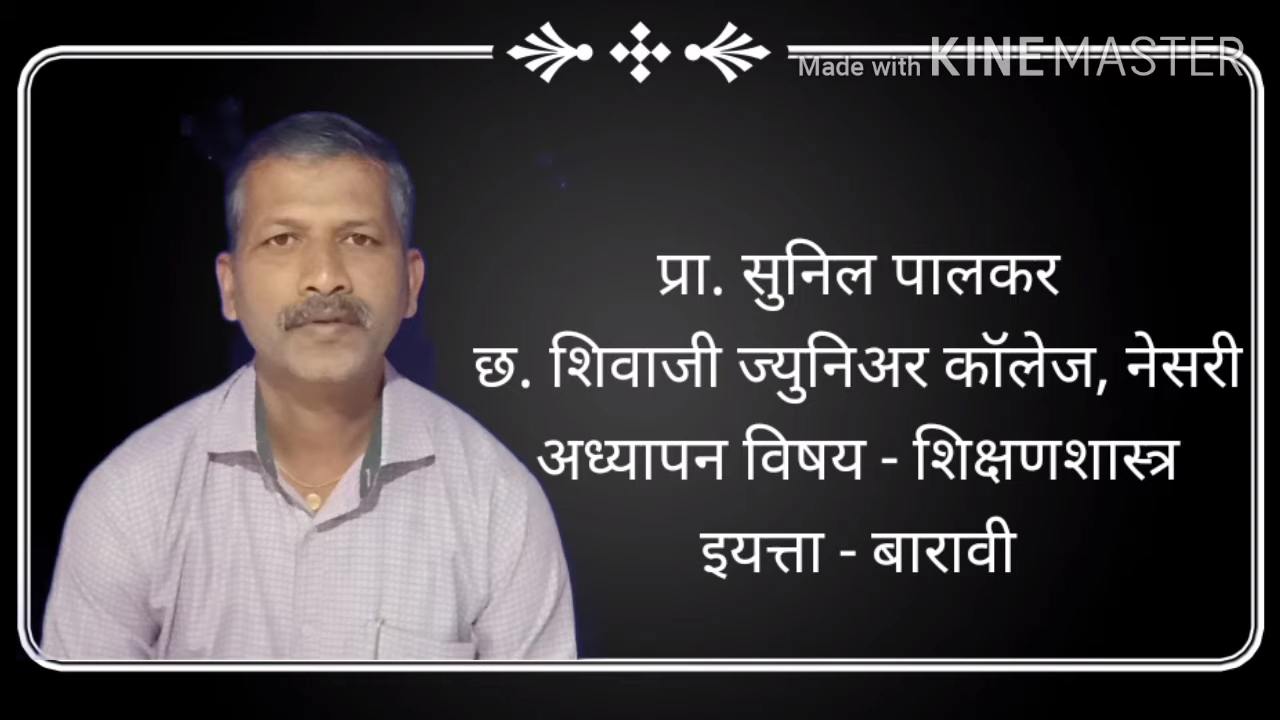 Made with KINEMASTER
प्रा. सुनिल पालकर
छ. शिवाजी ज्युनिअर कॉलेज, नेसरी
अध्यापन विषय - शिक्षणशास्त्र
इयत्ता - बारावी